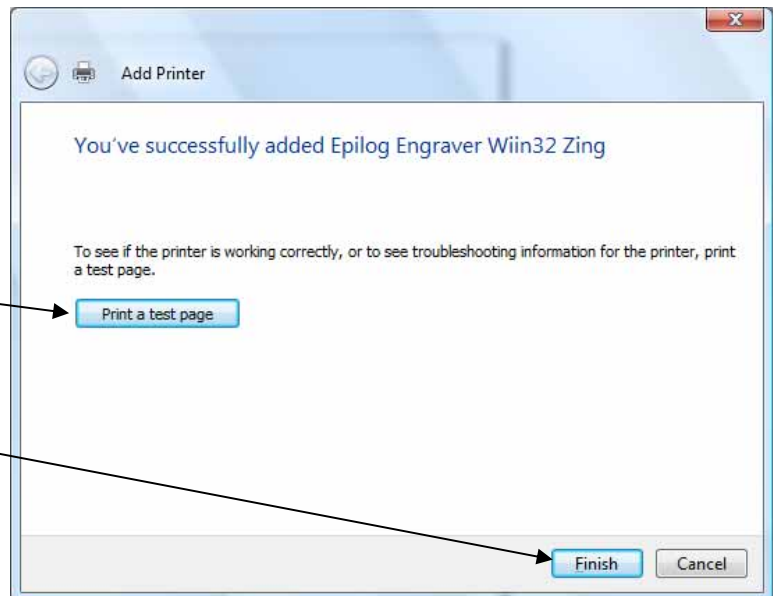 Add Printer
You've successfully added Epilog Engraver Wiin32 Zing
To see if the printer is working correctly, or to see troubleshooting information for the printer, print
a test page.
Print a test page
Finish
Cancel